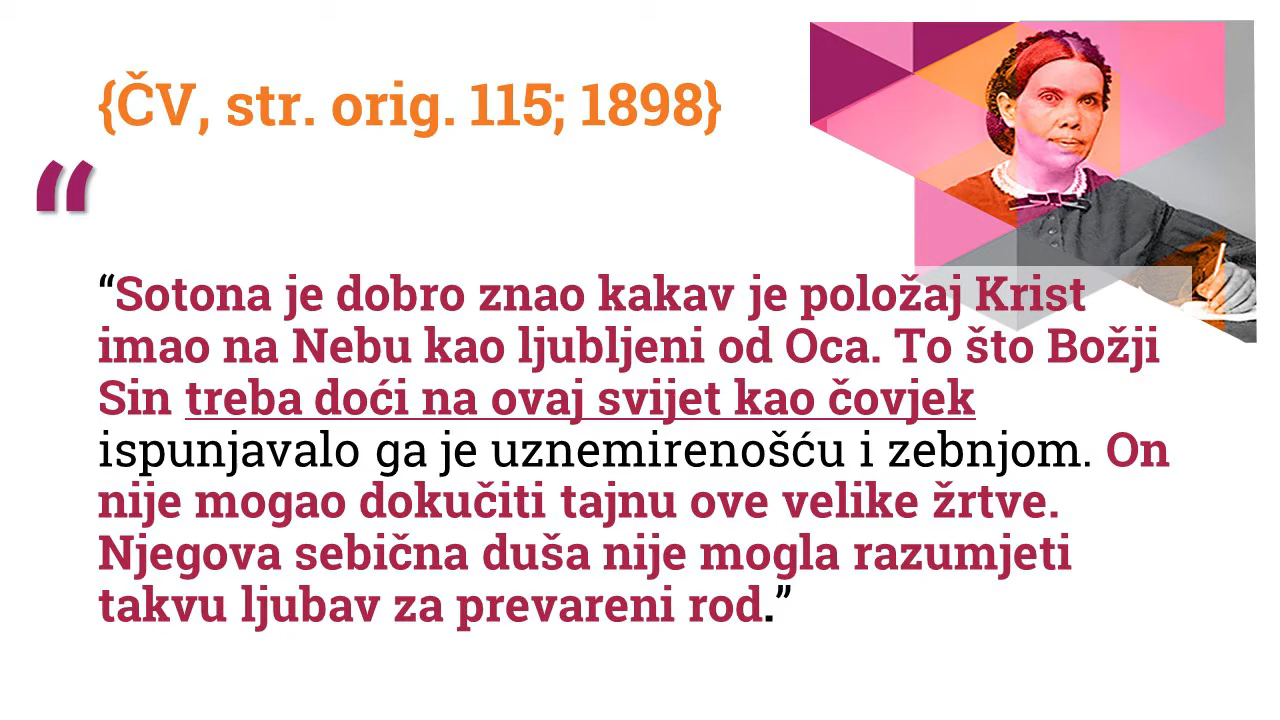 {ČV, str. orig. 115; 1898}
“
“Sotona je dobro znao kakav je položaj Krist
imao na Nebu kao ljubljeni od Oca. To što Božji
Sin treba doći na ovaj svijet kao čovjek
ispunjavalo ga je uznemirenošću i zebnjom. On
nije mogao dokučiti tajnu ove velike žrtve.
Njegova sebična duša nije mogla razumjeti
takvu ljubav za prevareni rod.”